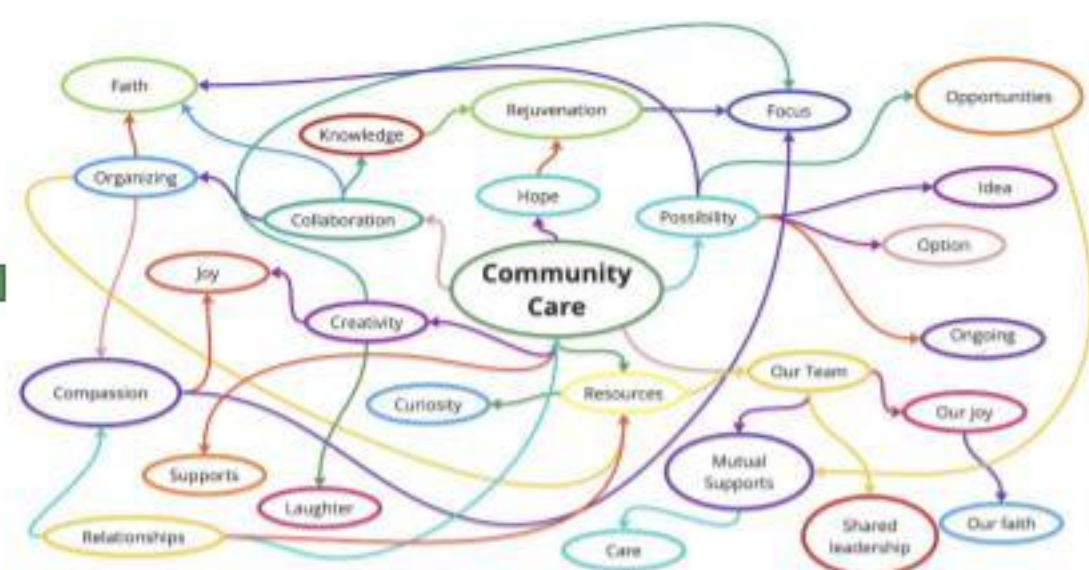 Faith
Rejuvenation
Focus
Opportunities
Knowledge
Organizing
Hope
Idea
Collaboration
Possibility
Option
Joy
Community
Care
Creativity
Ongoing
Compassion
Curiosity
Resources
Our Team
Our joy
Supports
Mutual
Supports
Laughter
Relationships
Care
Shared
leadership
Our faith